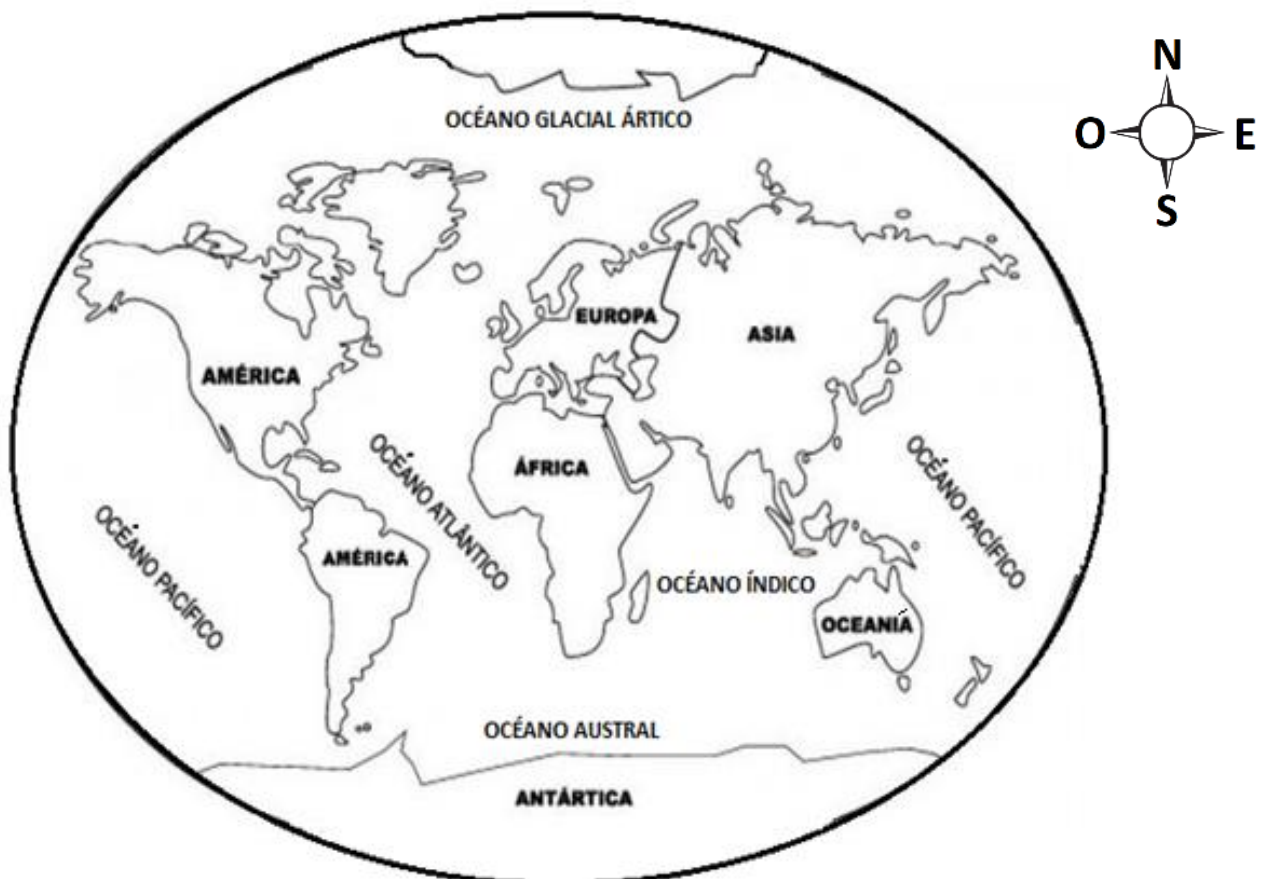 N
OCÉANO GLACIAL ÁRTICO
O
E
S
EUROPA
ASIA
AMÉRICA
ÁFRICA
OCÉANO ATLÁNTICO
OCÉANO PACÍFICO
OCÉANO PACÍFICO
AMÉRICA
OCÉANO ÍNDICO
OCEANIÁ
OCÉANO AUSTRAL
ANTÁRTICA